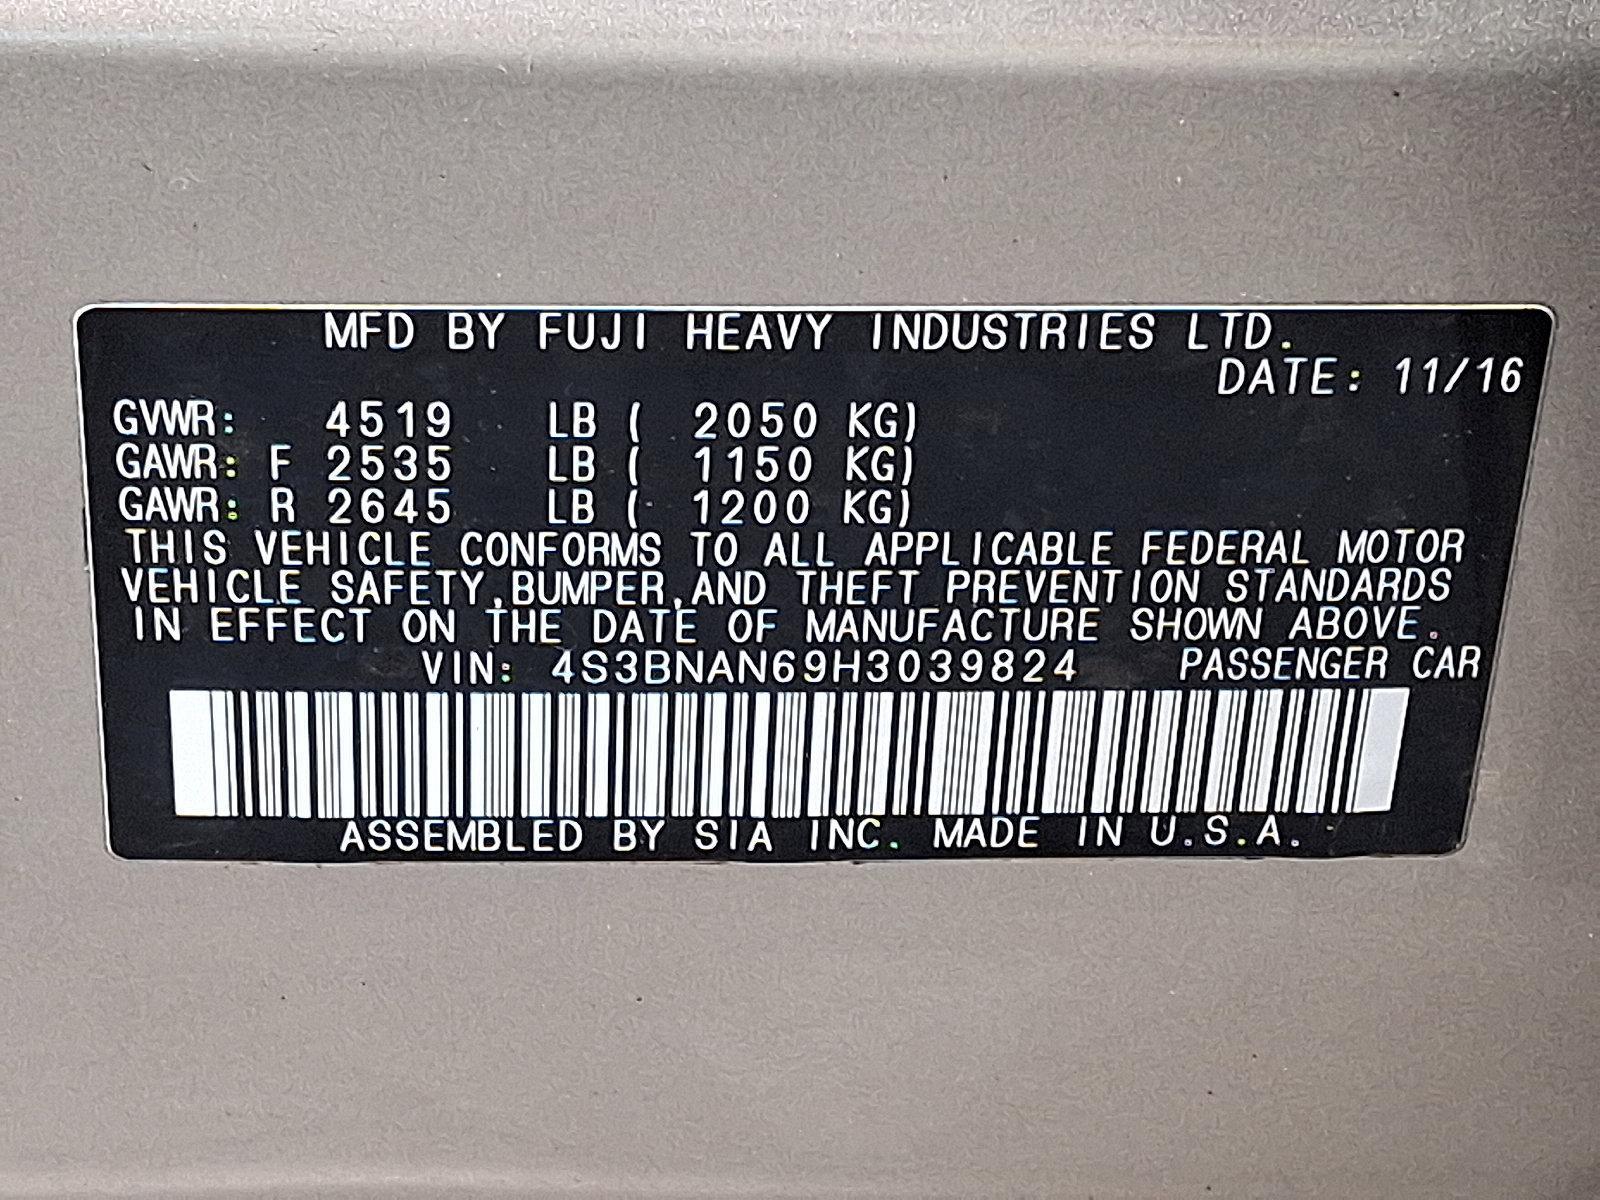 MFD BY FUJI HEAVY INDUSTRIES LTD.
DATE: 11/16
GVWR: 4519 LB ( 2050 KG)
GAWR: F 2535 LB ( 1150 KG)
GAWR: R 2645 LB ( 1200 KG)
THIS VEHICLE CONFORMS TO ALL APPLICABLE FEDERAL MOTOR
VEHICLE SAFETY,BUMPER,AND THEFT PREVENTION STANDARDS
IN EFFECT ON THE DATE OF MANUFACTURE SHOWN ABOVE.
VIN: 4S3BNAN69H3039824 PASSENGER CAR
ASSEMBLED BY SIA INC. MADE IN U.S.A.